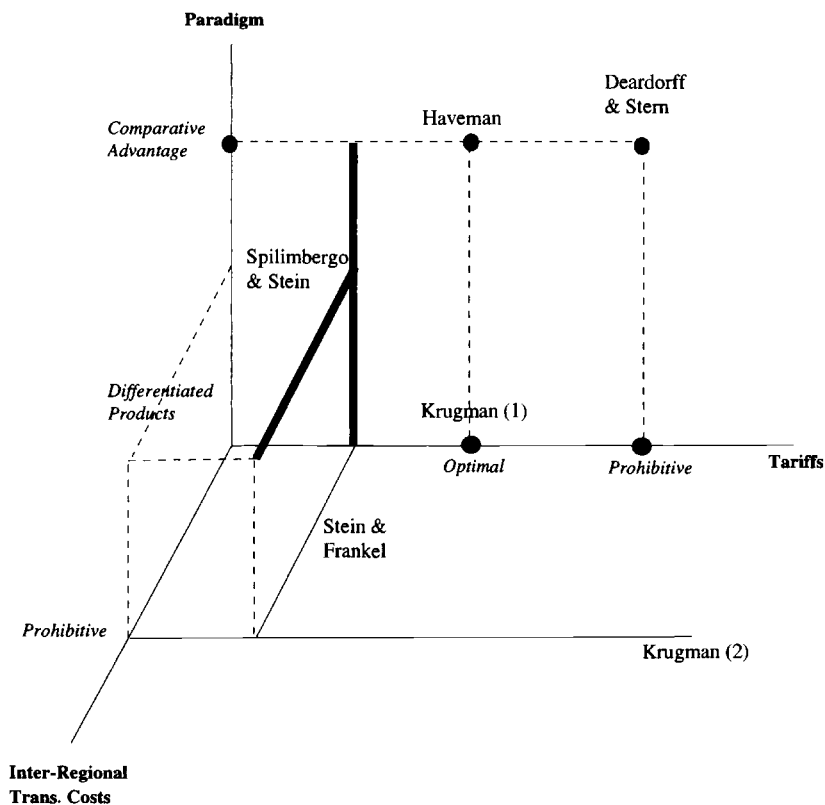 Paradigm
Deardorff
& Stern
Haveman
Comparative
Advantage
Spilimbergo
& Stein
Differentiated
Products
Krugman (1)
Optimal
Prohibitive
Tariffs
Stein &
Frankel
Prohibitive
Krugman (2)
Inter-Regional
Trans. Costs